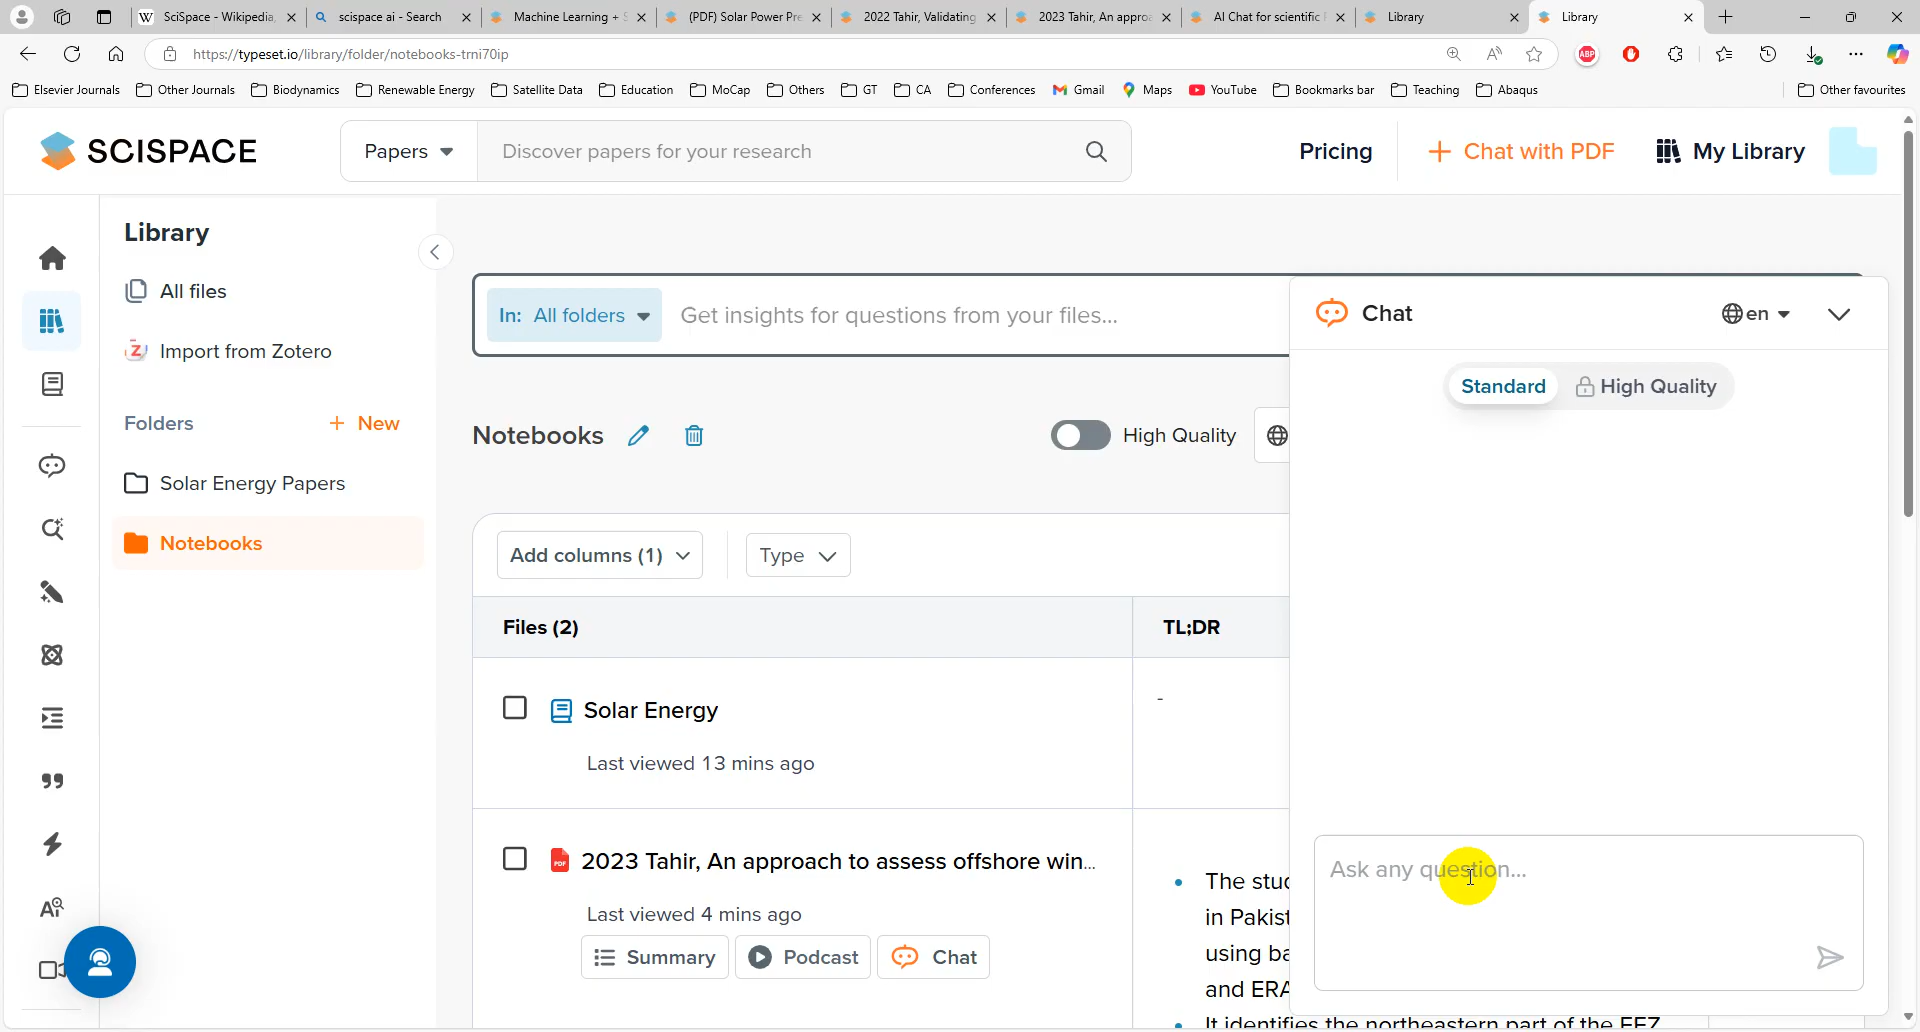 SciSpace - Wikipedia,
scispace ai - Search
Machine Learning + S
(PDF) Solar Power Pre
2022 Tahir, Validating
2023 Tahir, An approa
AI Chat for scientific
Library
Library
https://typeset.io/library/folder/notebooks-trni70ip
ABP
Elsevier Journals
Other Journals
Biodynamics
Renewable Energy
Satellite Data
Education
MoCap
Others
GT
CA
Conferences
Gmail
Maps
YouTube
Bookmarks bar
Teaching
Abaqus
Other favourites
SCISPACE
Papers
Discover papers for your research
Pricing
+ Chat with PDF
My Library
Library
All files
Import from Zotero
Folders
+ New
Solar Energy Papers
Notebooks
In: All folders
Get insights for questions from your files...
Notebooks
High Quality
Add columns (1)
Type
Files (2)
TL;DR
Solar Energy
-
Last viewed 13 mins ago
2023 Tahir, An approach to assess offshore win...
Last viewed 4 mins ago
Summary
Podcast
Chat
The stud
in Pakist
using ba
and ERA
It identifies the northeastern part of the EEZ
Chat
en
Standard
High Quality
Ask any question...